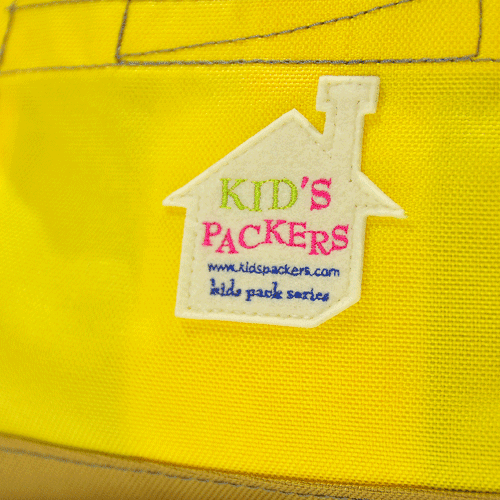 KID'S
PACKERS
www.kidspackers.com
kids pack series